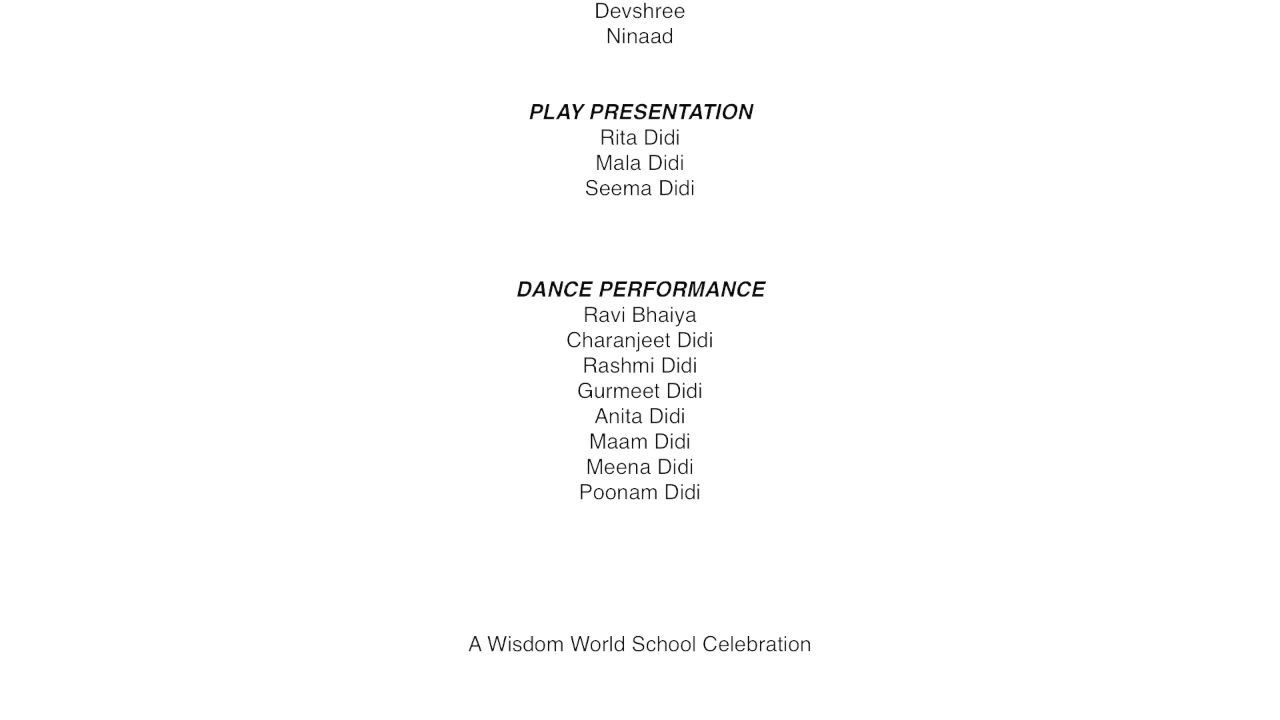 Devshree
Ninaad
PLAY PRESENTATION
Rita Didi
Mala Didi
Seema Didi
DANCE PERFORMANCE
Ravi Bhaiya
Charanjeet Didi
Rashmi Didi
Gurmeet Didi
Anita Didi
Maam Didi
Meena Didi
Poonam Didi
A Wisdom World School Celebration